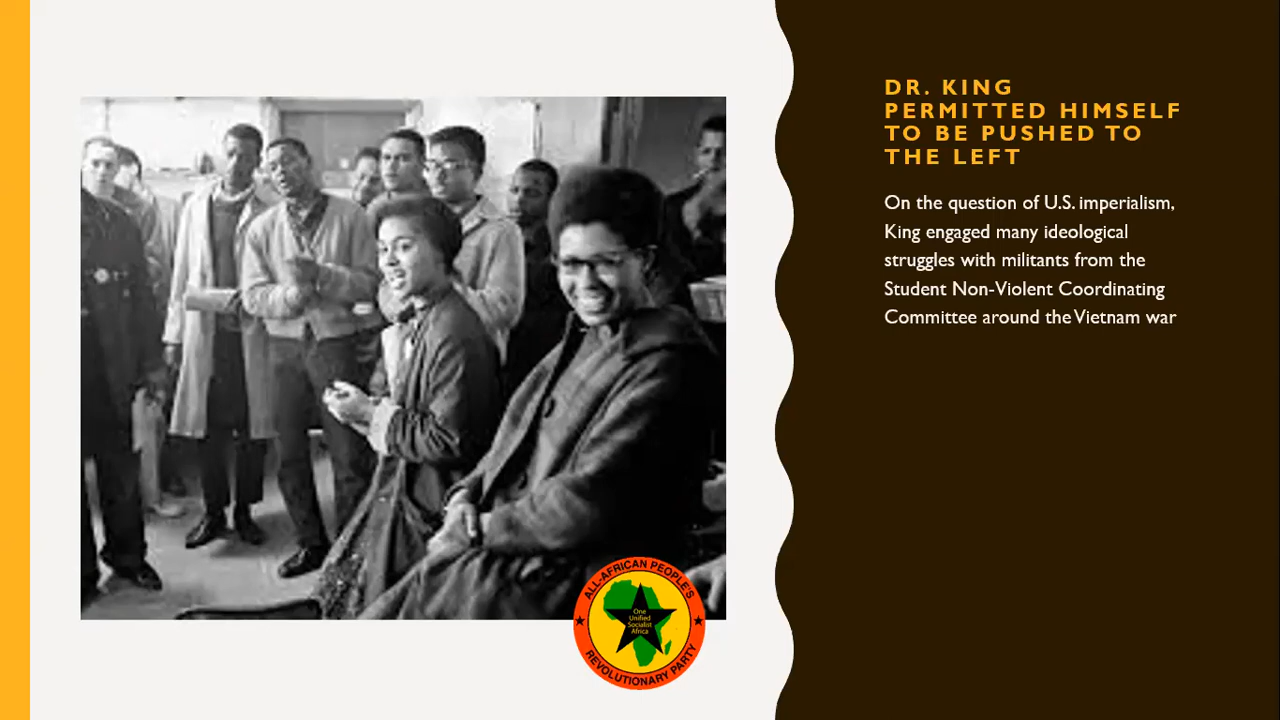 DR. KING
PERMITTED HIMSELF
TO BE PUSHED TO
THE LEFT
On the question of U.S. imperialism,
King engaged many ideological
struggles with militants from the
Student Non-Violent Coordinating
Committee around the Vietnam war
ALL-AFRICAN PEOPLE'S
One
Unified
Socialist
Africa
REVOLUTIONARY PARTY